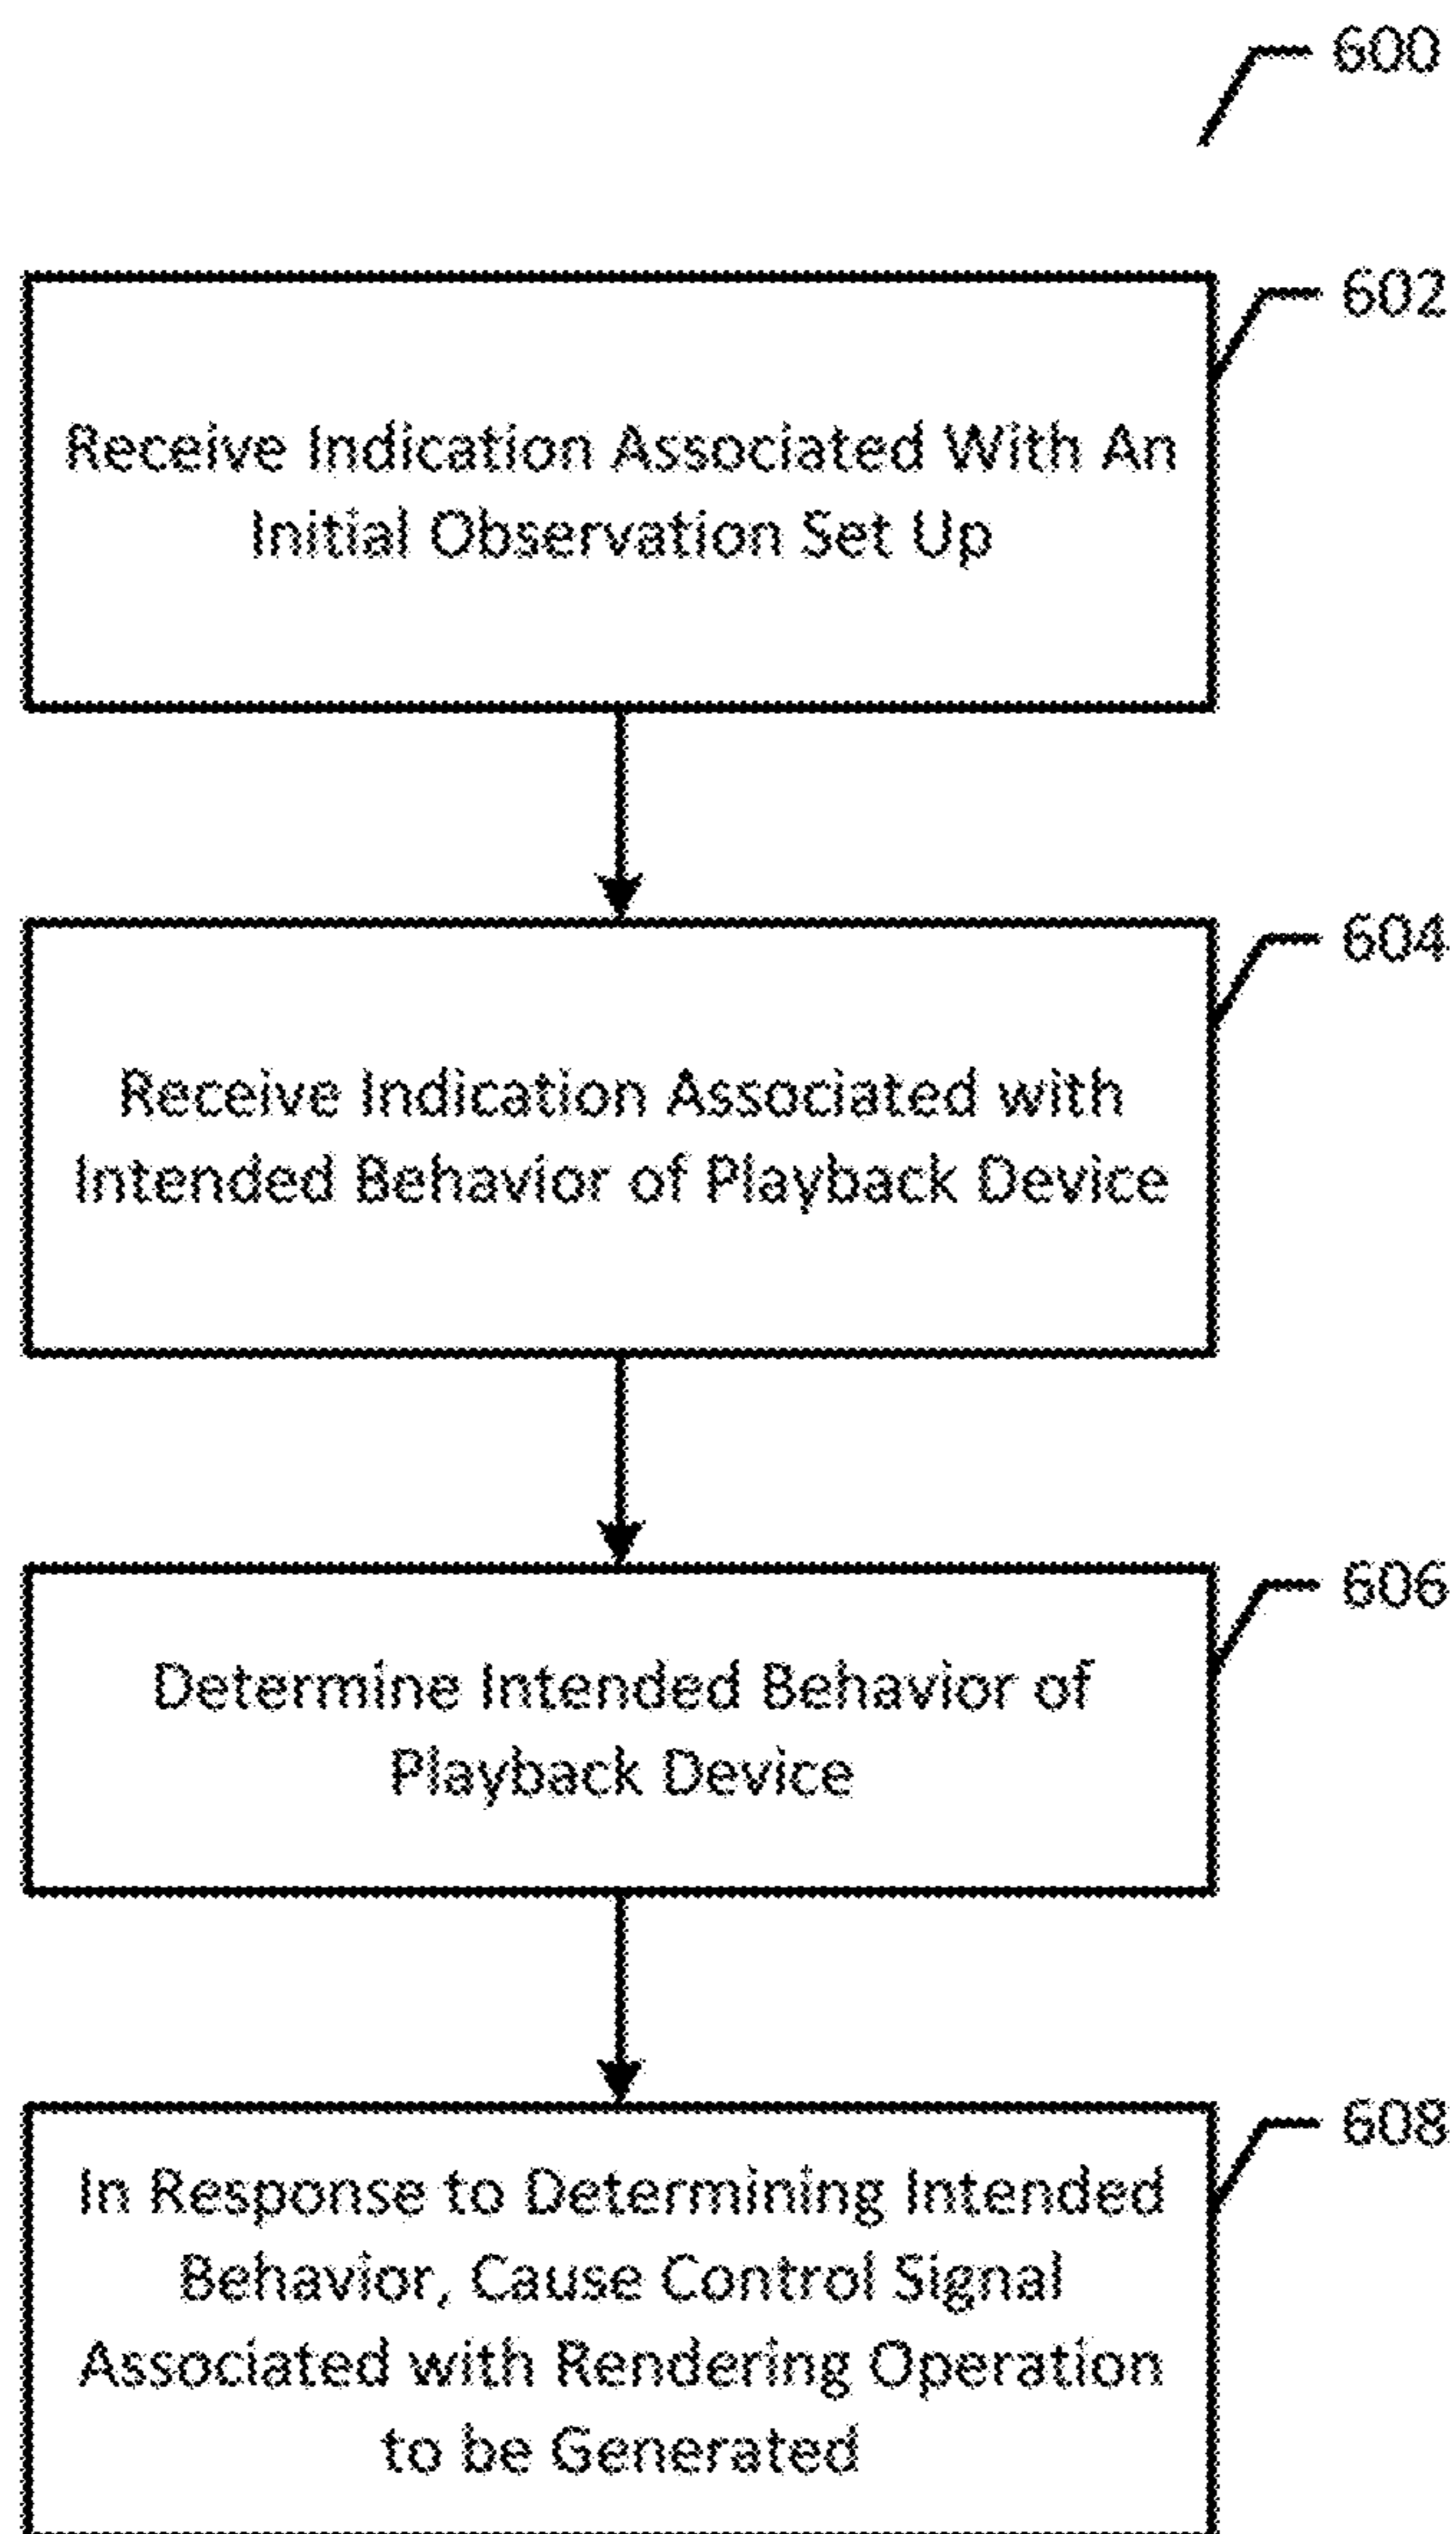 600
602
Receive Indication Associated With An
Initial Observation Set Up
604
Receive Indication Associated with
Intended Behavior of Playback Device
606
Determine Intended Behavior of
Playback Device
608
In Response to Determining Intended
Behavior, Cause Control Signal
Associated with Rendering Operation
to be Generated